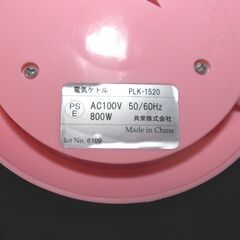 電気ケトル PLK-1520
PS
E
AC100V 50/60Hz
800W 共栄株式会社
Made in China
lot No. 6109